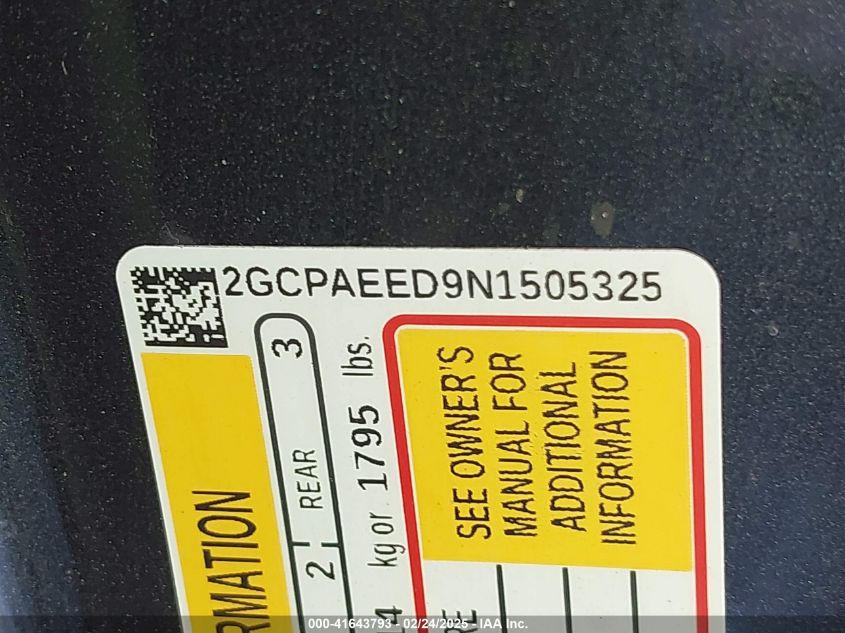 2GCPAEED9N1505325
REAR
2
3
kg or 1795 lbs.
SEE OWNER'S
MANUAL FOR
ADDITIONAL
INFORMATION
000-41643793 - 02/24/2025 - IAA Inc.